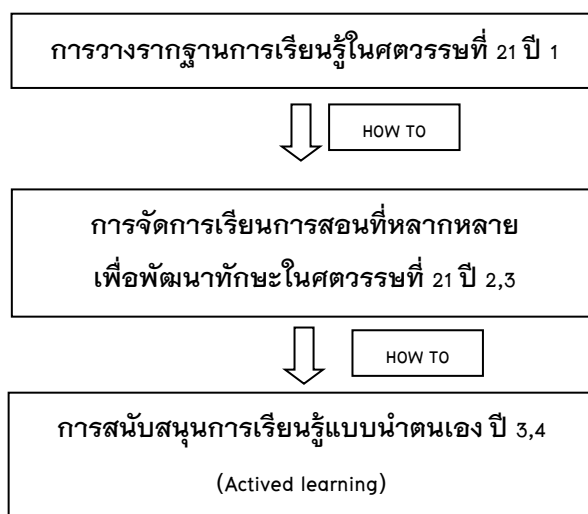 การวางรากฐานการเรียนรู้ในศตวรรษที่ 21 ปี 1
HOW TO
การจัดการเรียนการสอนที่หลากหลาย
เพื่อพัฒนาทักษะในศตวรรษที่ 21 ปี 2,3
HOW TO
การสนับสนุนการเรียนรู้แบบนำตนเอง ปี 3,4
(Actived learning)